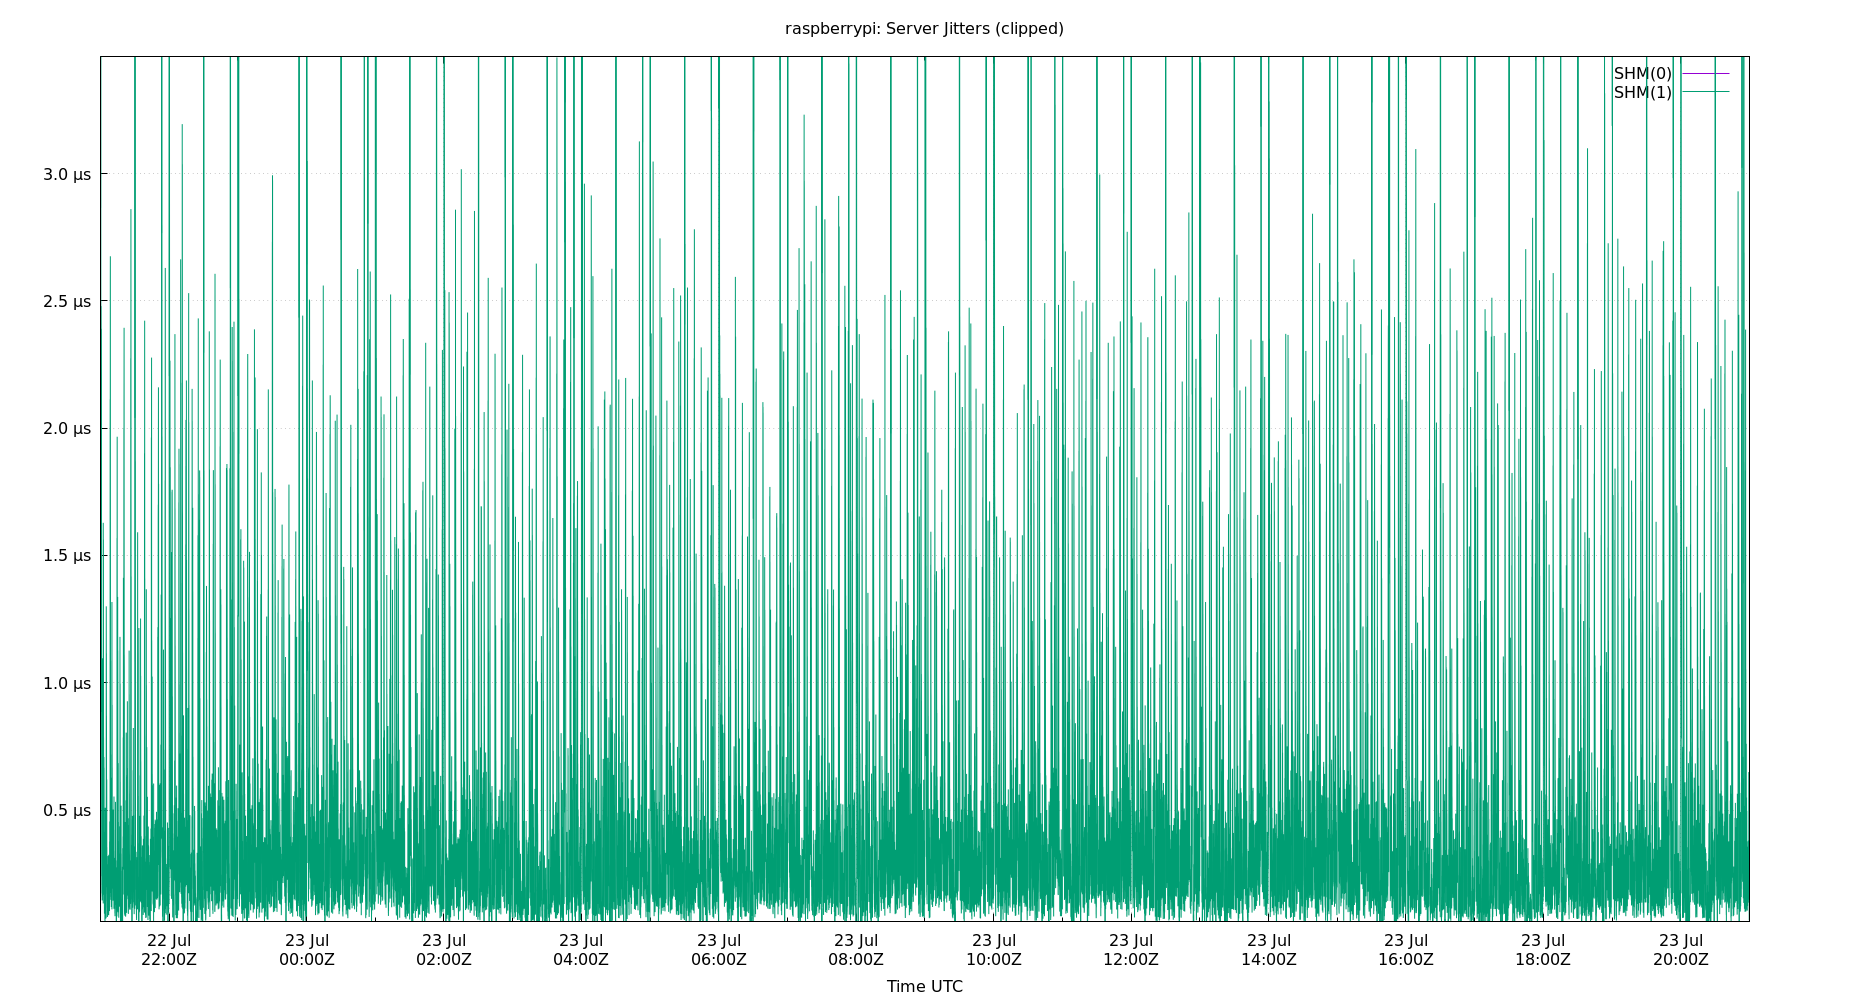 raspberrypi: Server Jitters (clipped)
SHM(0)
SHM(1)
3.0 µs
2.5 µs
2.0 µs
1.5 µs
1.0 µs
0.5 µs
22 Jul 23 Jul 23 Jul 23 Jul 23 Jul 23 Jul 23 Jul 23 Jul 23 Jul 23 Jul 23 Jul 23 Jul
22:00Z 00:00Z 02:00Z 04:00Z 06:00Z 08:00Z 10:00Z 12:00Z 14:00Z 16:00Z 18:00Z 20:00Z
Time UTC